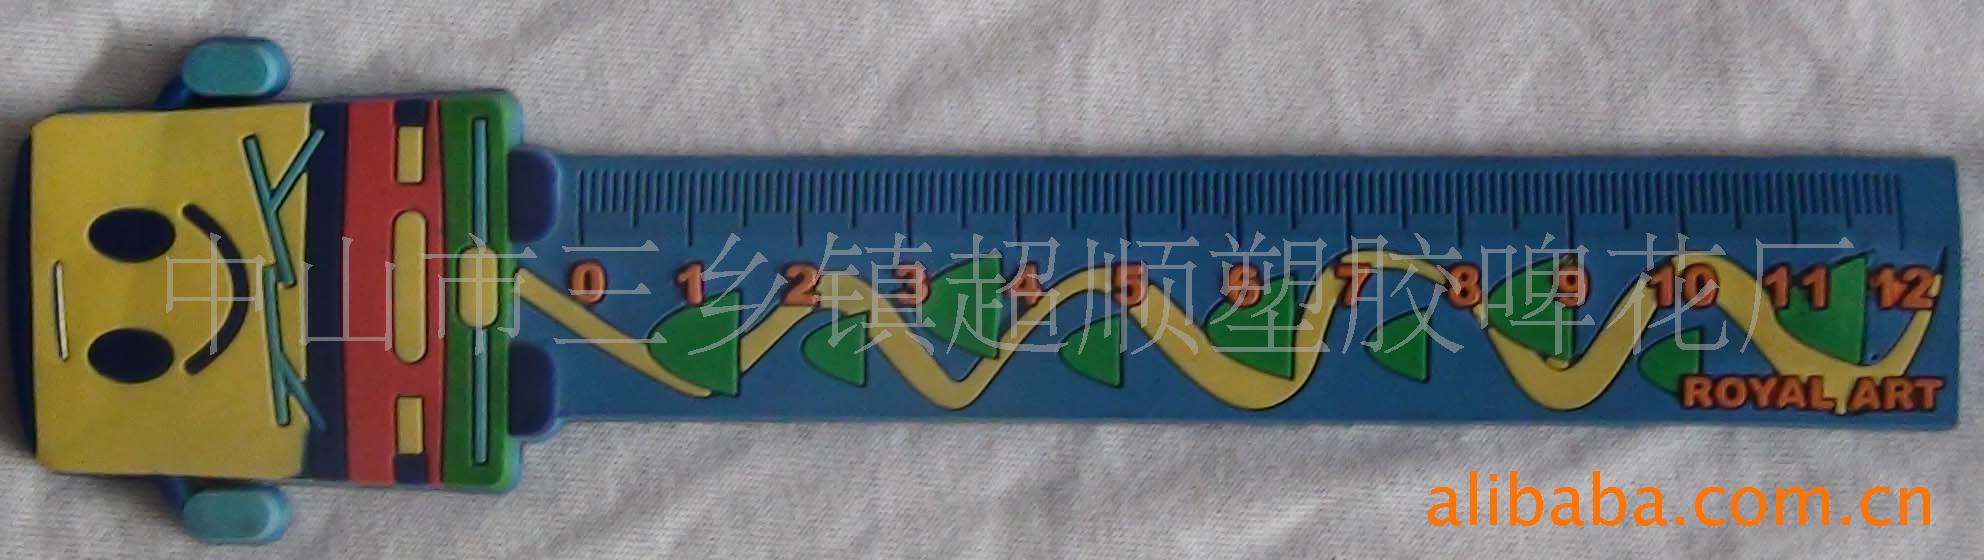 0 1 2 3 4 5 6 7 8 9 10 11 12
中山市三乡镇超顺塑胶啤花厂
ROYAL ART
alibaba.com.cn